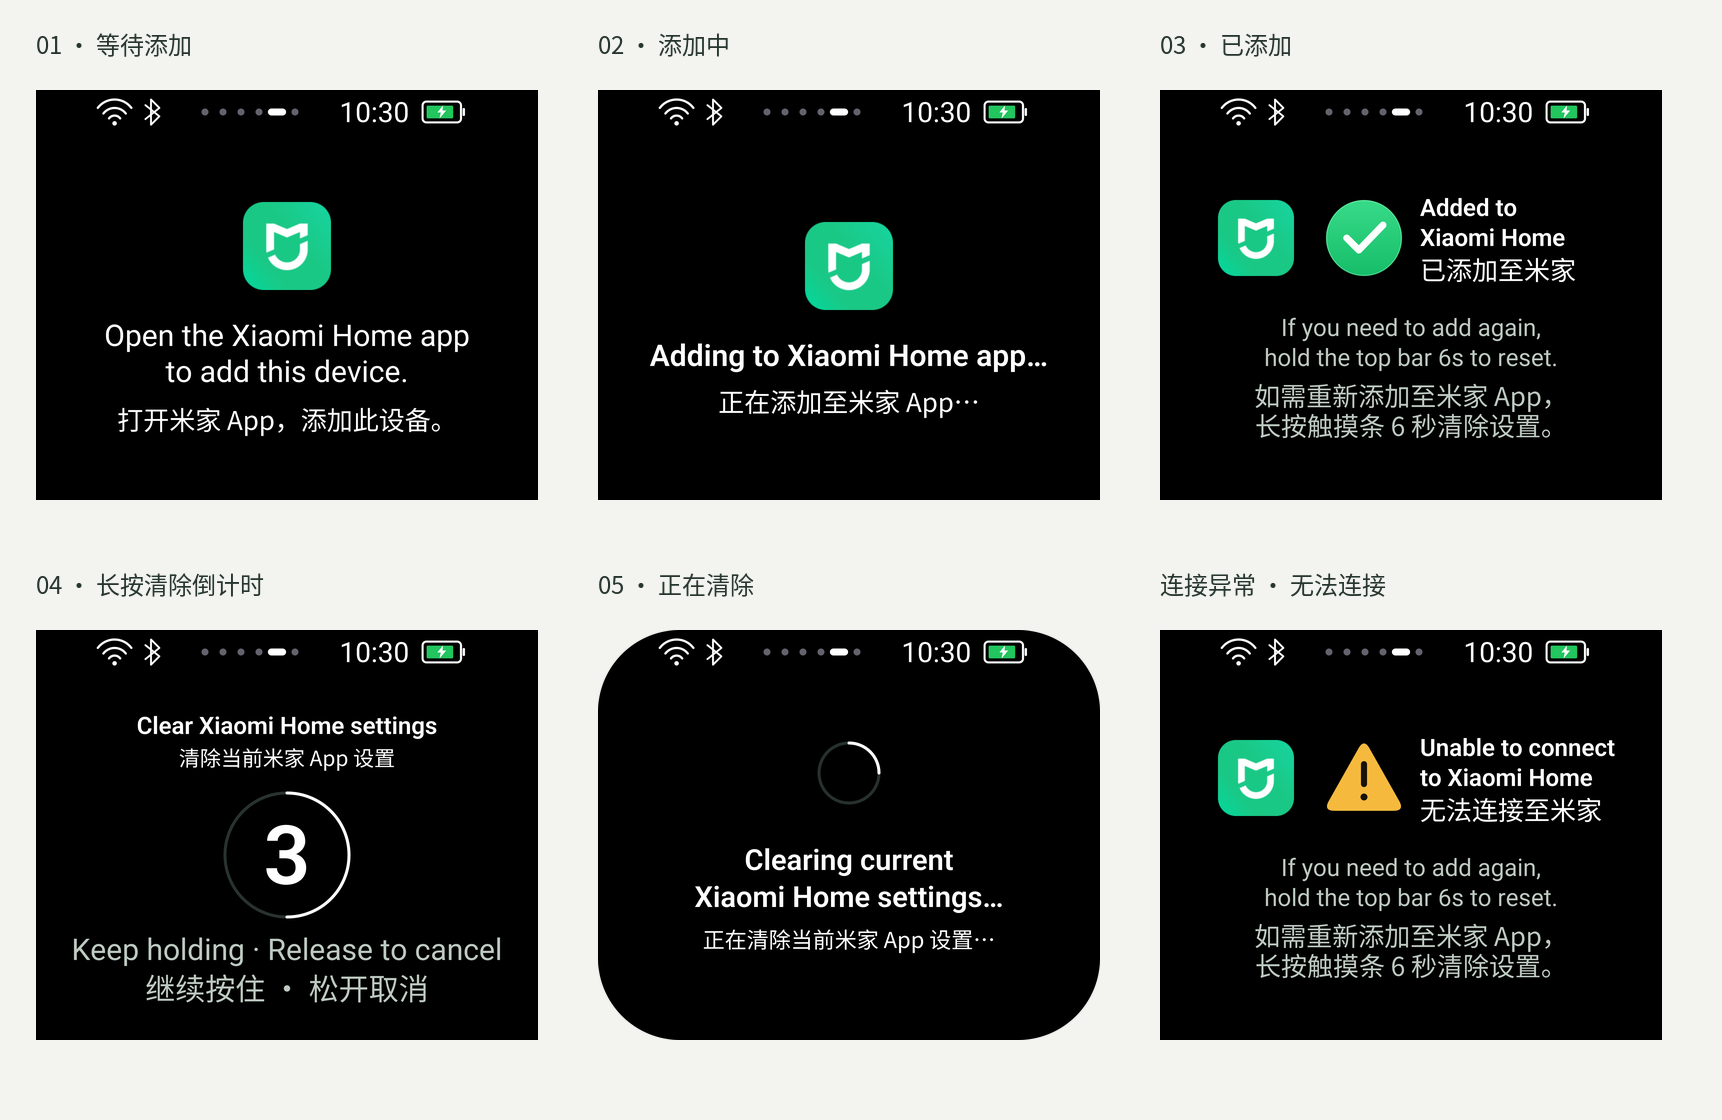 01 · 等待添加
10:30
Open the Xiaomi Home app
to add this device.
打开米家 App，添加此设备。
02 · 添加中
10:30
Adding to Xiaomi Home app...
正在添加至米家 App…
03 · 已添加
10:30
Added to
Xiaomi Home
已添加至米家
If you need to add again,
hold the top bar 6s to reset.
如需重新添加至米家 App，
长按触摸条 6 秒清除设置。
04 · 长按清除倒计时
10:30
Clear Xiaomi Home settings
清除当前米家 App 设置
3
Keep holding · Release to cancel
继续按住 · 松开取消
05 · 正在清除
10:30
Clearing current
Xiaomi Home settings...
正在清除当前米家 App 设置…
连接异常 · 无法连接
10:30
Unable to connect
to Xiaomi Home
无法连接至米家
If you need to add again,
hold the top bar 6s to reset.
如需重新添加至米家 App，
长按触摸条 6 秒清除设置。